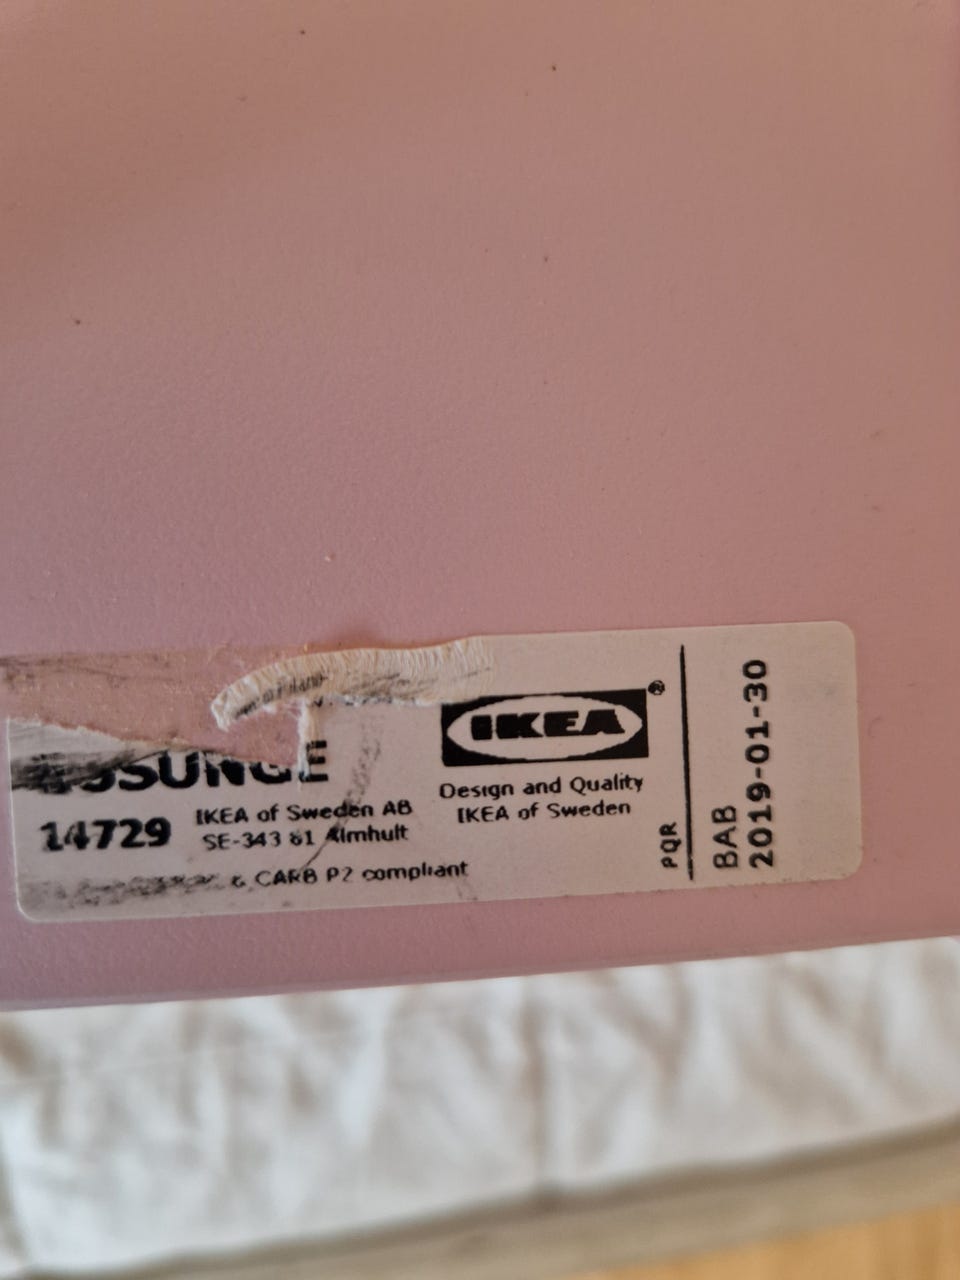 IKEA®
Design and Quality
IKEA of Sweden
14729
IKEA of Sweden AB
SE-343 81 Älmhult
& CARB P2 compliant
PQR
BAB
2019-01-30